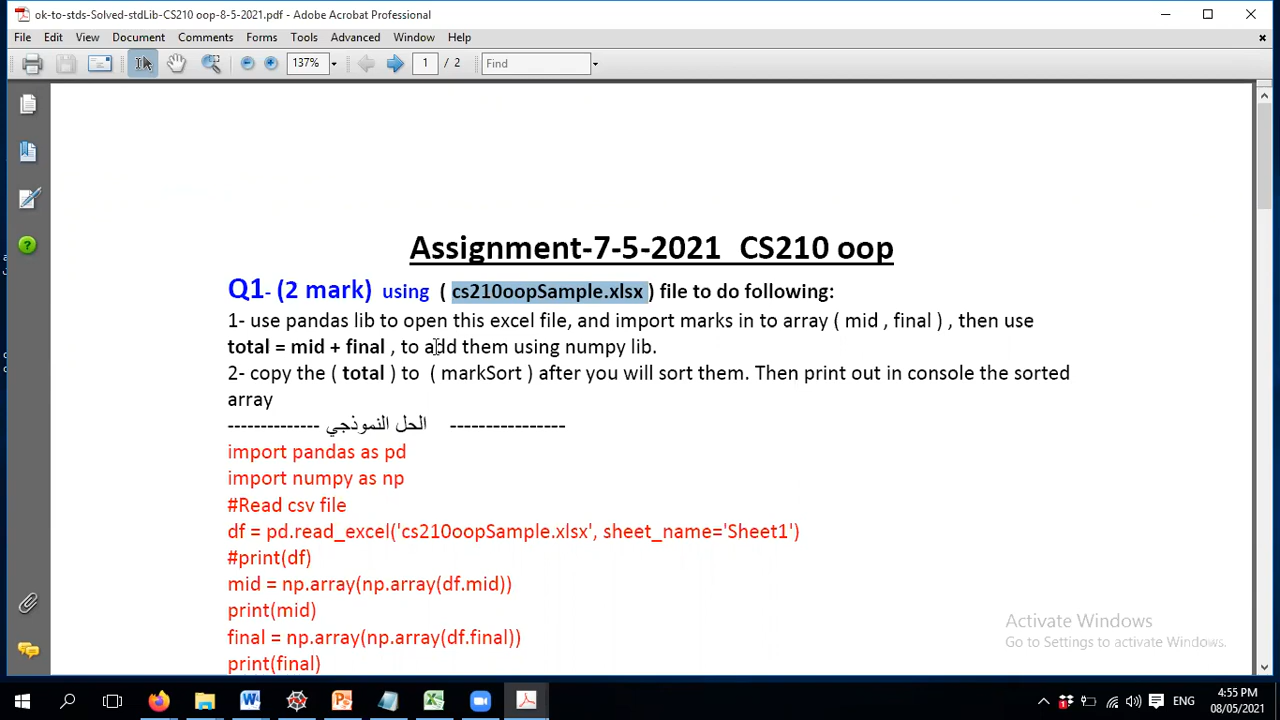 ok-to-stds-Solved-stdLib-CS210 oop-8-5-2021.pdf - Adobe Acrobat Professional
File Edit View Document Comments Forms Tools Advanced Window Help
137% 1 / 2 Find
Assignment-7-5-2021 CS210 oop
Q1- (2 mark) using ( cs210oopSample.xlsx ) file to do following:
1- use pandas lib to open this excel file, and import marks in to array ( mid , final ) , then use
total = mid + final , to add them using numpy lib.
2- copy the ( total ) to ( markSort ) after you will sort them. Then print out in console the sorted
array
-------------- الحل النموذجي ----------------
import pandas as pd
import numpy as np
#Read csv file
df = pd.read_excel('cs210oopSample.xlsx', sheet_name='Sheet1')
#print(df)
mid = np.array(np.array(df.mid))
print(mid)
final = np.array(np.array(df.final))
print(final)
Activate Windows
Go to Settings to activate Windows.
ENG
4:55 PM
08/05/2021